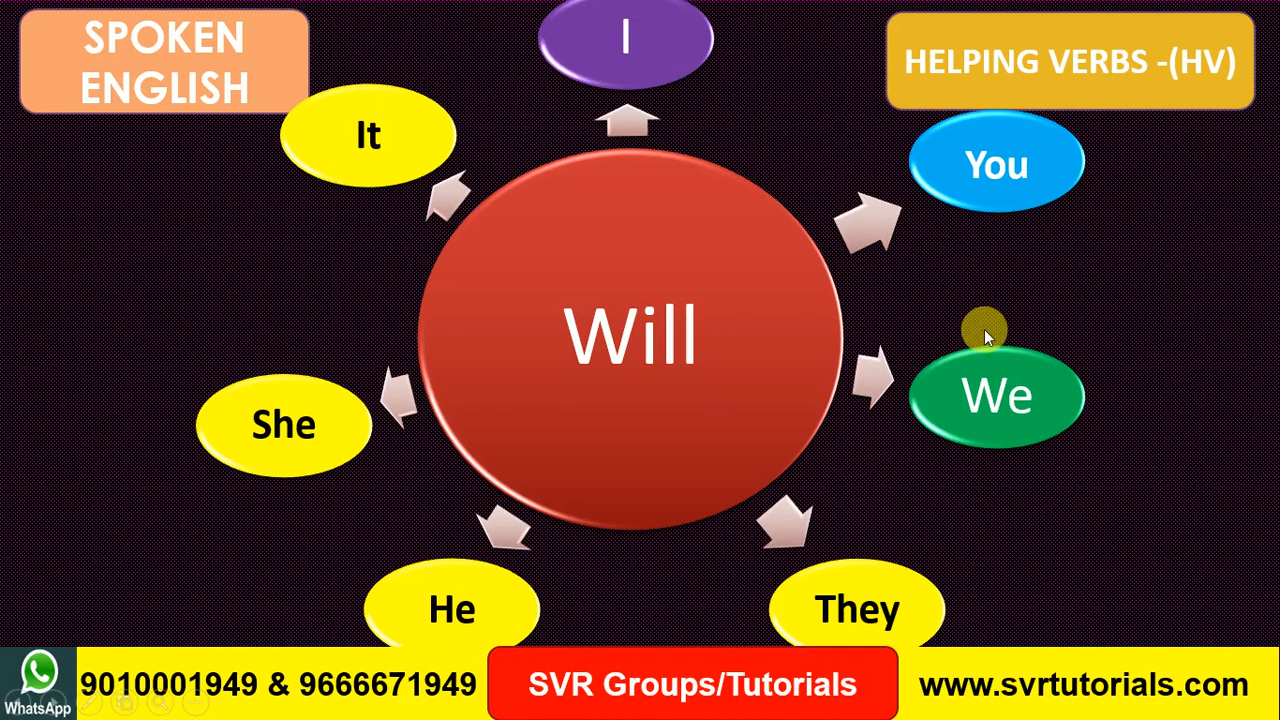 SPOKEN
ENGLISH
I
HELPING VERBS -(HV)
It
You
Will
We
She
He
They
WhatsApp
9010001949 & 9666671949
SVR Groups/Tutorials
www.svrtutorials.com